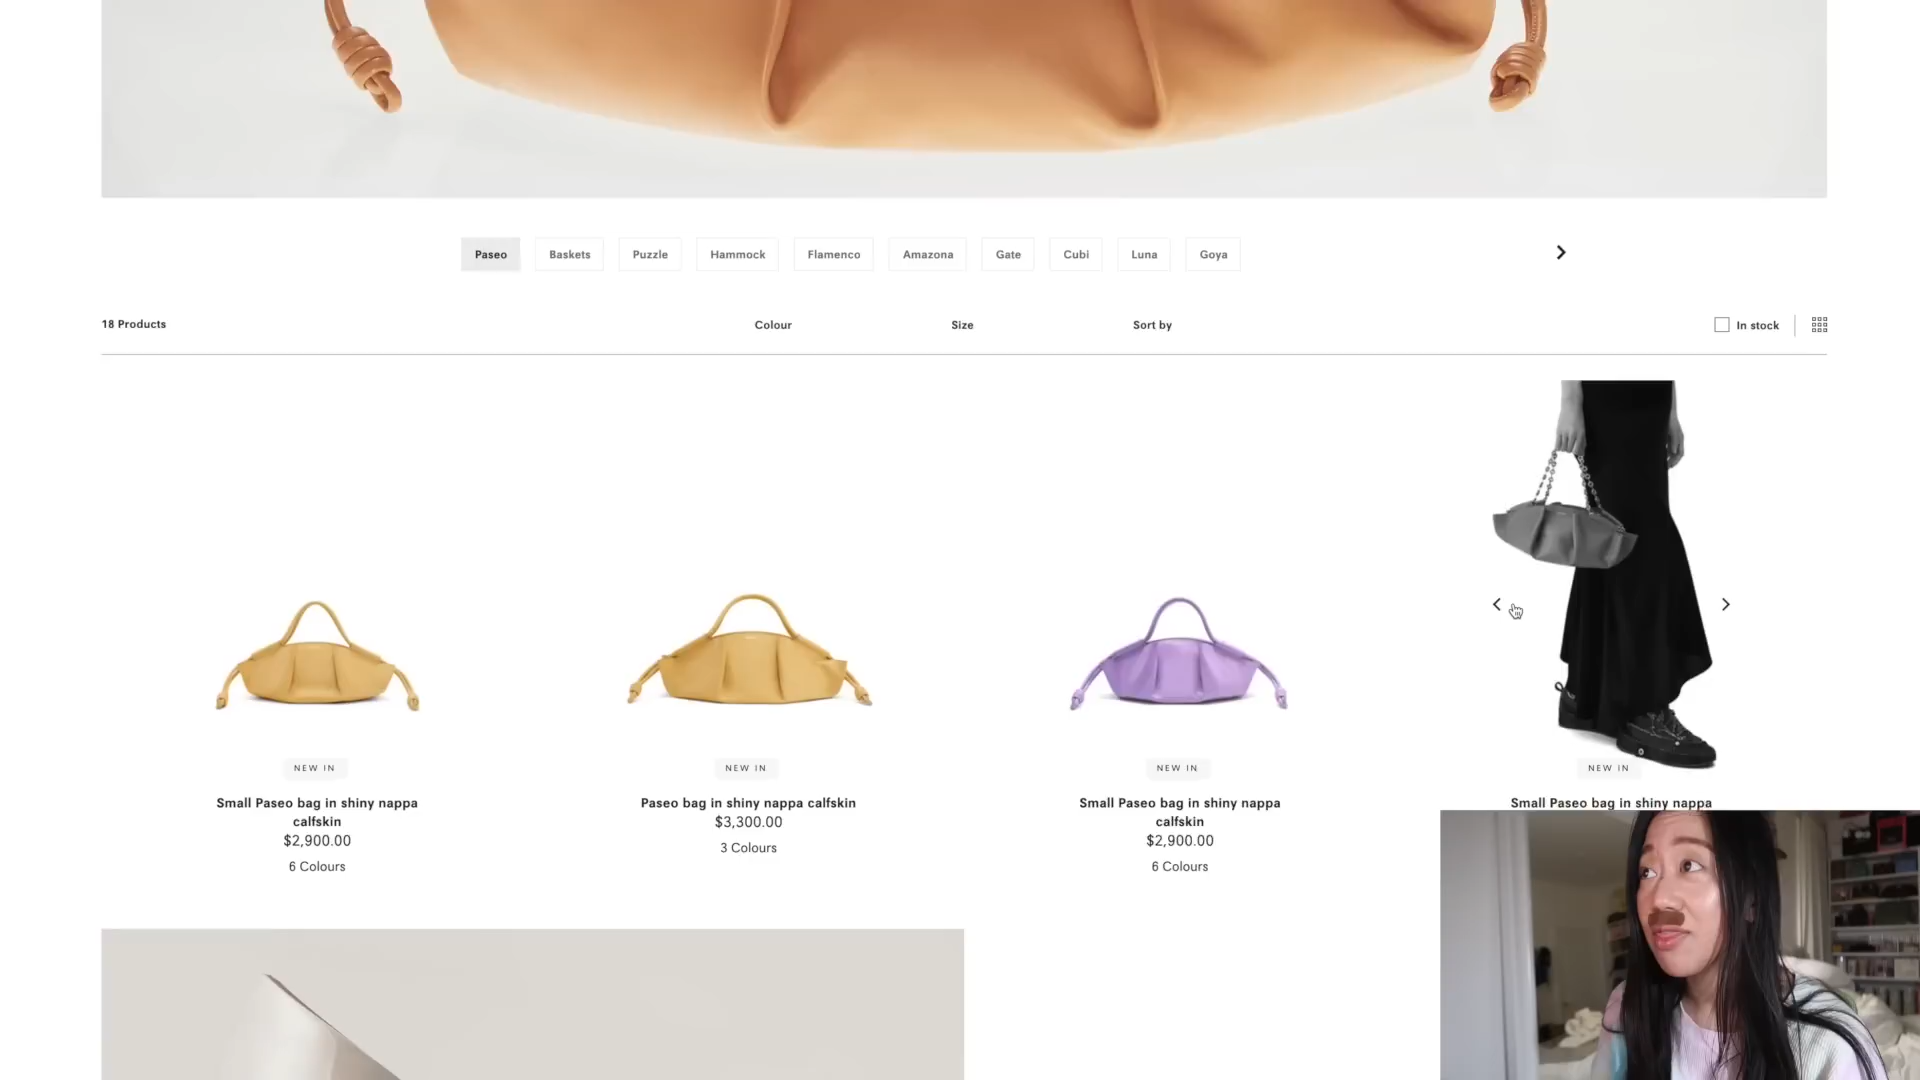 Paseo
Baskets
Puzzle
Hammock
Flamenco
Amazona
Gate
Cubi
Luna
Goya
18 Products
Colour
Size
Sort by
In stock
NEW IN
Small Paseo bag in shiny nappa
calfskin
$2,900.00
6 Colours
NEW IN
Paseo bag in shiny nappa calfskin
$3,300.00
3 Colours
NEW IN
Small Paseo bag in shiny nappa
calfskin
$2,900.00
6 Colours
NEW IN
Small Paseo bag in shiny nappa